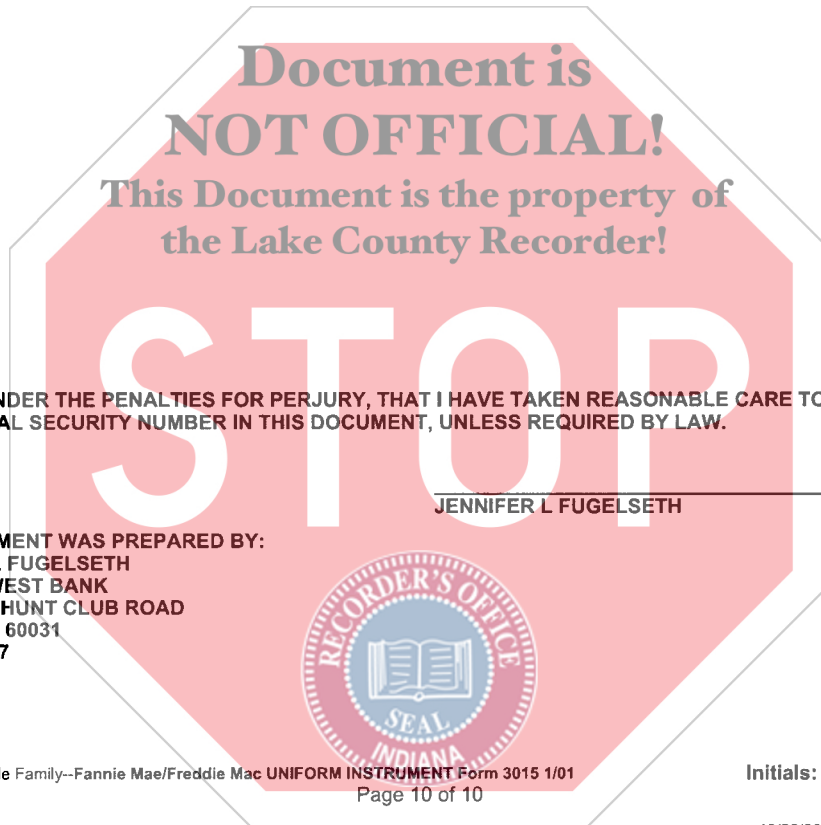 Document is
NOT OFFICIAL!
This Document is the property of
the Lake County Recorder!
STOP
NDER THE PENALTIES FOR PERJURY, THAT I HAVE TAKEN REASONABLE CARE TO
AL SECURITY NUMBER IN THIS DOCUMENT, UNLESS REQUIRED BY LAW.
JENNIFER L FUGELSETH
MENT WAS PREPARED BY:
FUGELSETH
WEST BANK
HUNT CLUB ROAD
60031
7
RECORDER'S OFFICE
SEAL
INDIANA
le Family--Fannie Mae/Freddie Mac UNIFORM INSTRUMENT Form 3015 1/01
Initials:
Page 10 of 10